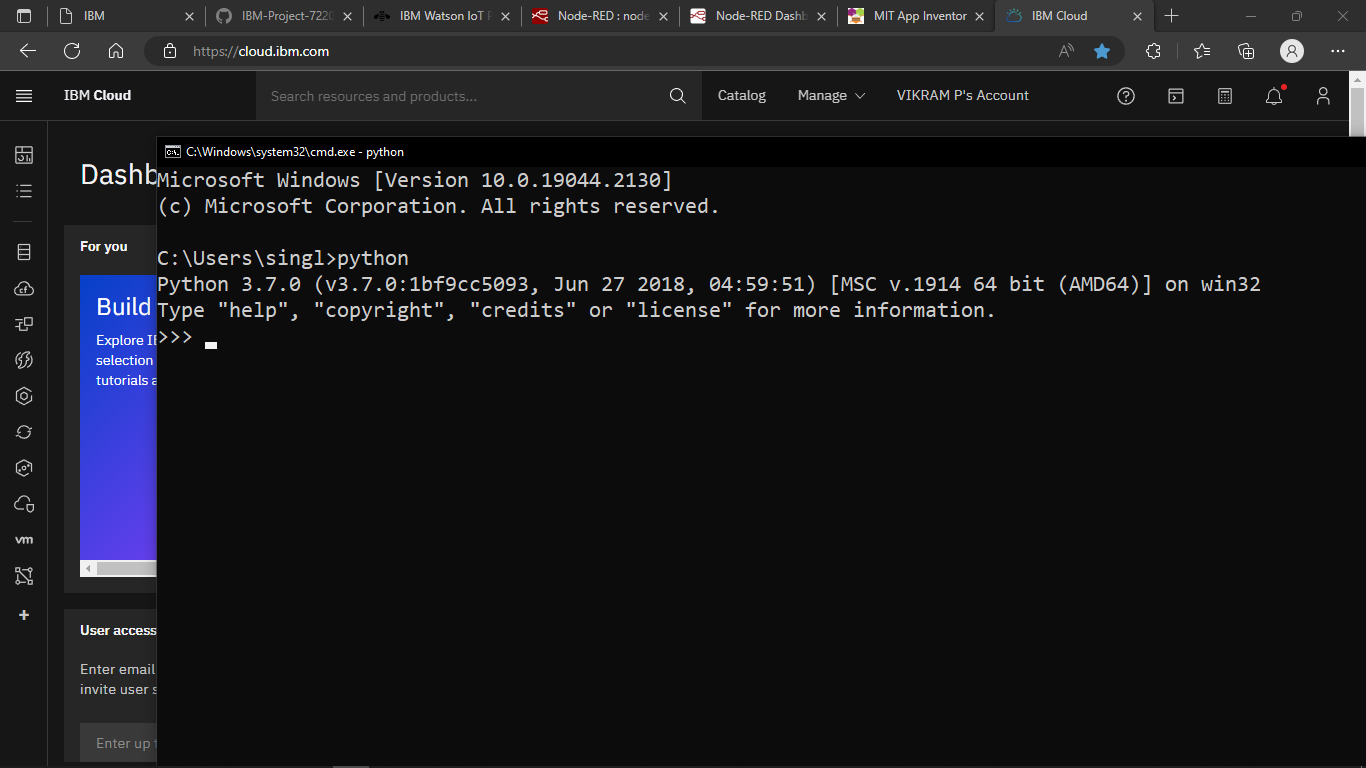 IBM
IBM-Project-7220
IBM Watson IoT P
Node-RED : node
Node-RED Dashb
MIT App Inventor
IBM Cloud
https://cloud.ibm.com
IBM Cloud
Search resources and products...
Catalog
Manage
VIKRAM P's Account
C:\Windows\system32\cmd.exe - python
Dashb
Microsoft Windows [Version 10.0.19044.2130]
(c) Microsoft Corporation. All rights reserved.
C:\Users\singl>python
Python 3.7.0 (v3.7.0:1bf9cc5093, Jun 27 2018, 04:59:51) [MSC v.1914 64 bit (AMD64)] on win32
Type "help", "copyright", "credits" or "license" for more information.
>>>
For you
Build
Explore IB
selection
tutorials a
User access
Enter email
invite user s
Enter up t
cf
vm